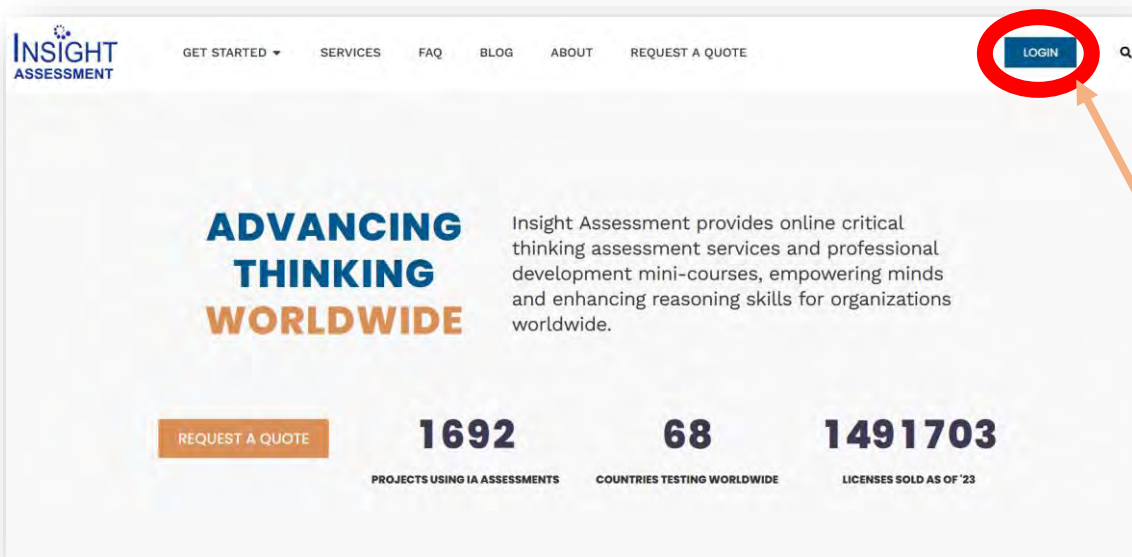 INSIGHT
ASSESSMENT
GET STARTED SERVICES FAQ BLOG ABOUT REQUEST A QUOTE LOGIN
ADVANCING
THINKING
WORLDWIDE
Insight Assessment provides online critical
thinking assessment services and professional
development mini-courses, empowering minds
and enhancing reasoning skills for organizations
worldwide.
REQUEST A QUOTE
1692
PROJECTS USING IA ASSESSMENTS
68
COUNTRIES TESTING WORLDWIDE
1491703
LICENSES SOLD AS OF '23